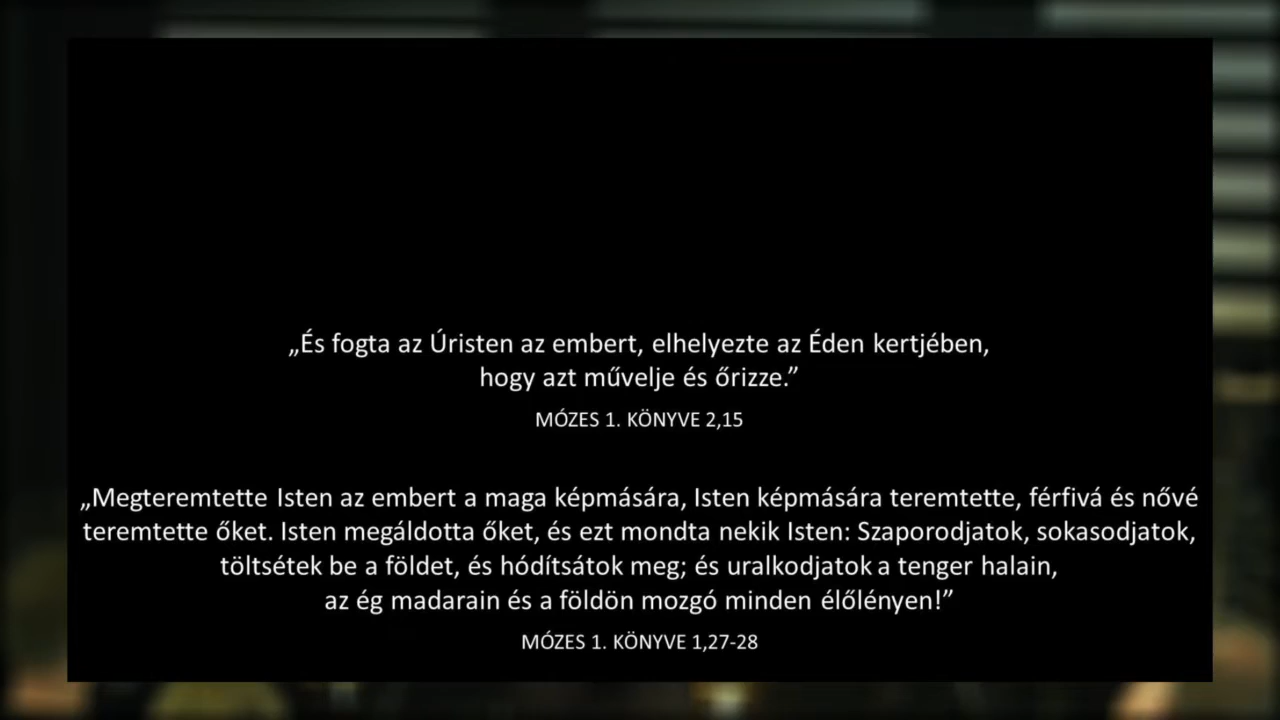 „És fogta az Úristen az embert, elhelyezte az Éden kertjében,
hogy azt művelje és őrizze.”
MÓZES 1. KÖNYVE 2,15
„Megteremtette Isten az embert a maga képmására, Isten képmására teremtette, férfivá és nővé
teremtette őket. Isten megáldotta őket, és ezt mondta nekik Isten: Szaporodjatok, sokasodjatok,
töltsétek be a földet, és hódítsátok meg; és uralkodjatok a tenger halain,
az ég madarain és a földön mozgó minden élőlényen!”
MÓZES 1. KÖNYVE 1,27-28